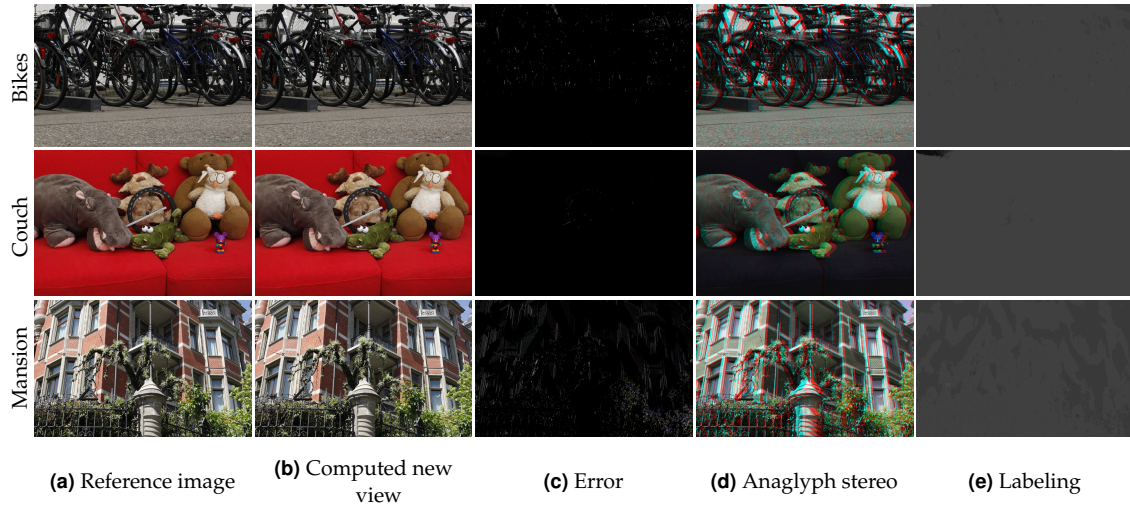 Bikes
Couch
Mansion
(a) Reference image
(b) Computed new
view
(c) Error
(d) Anaglyph stereo
(e) Labeling